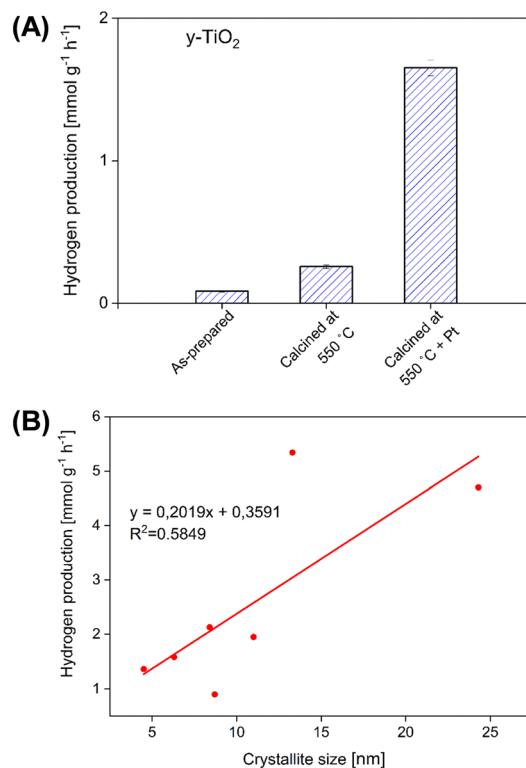 (A)
y-TiO₂
Hydrogen production [mmol g⁻¹ h⁻¹]
2
1
0
As-prepared
Calcined at
550 ˚C
Calcined at
550 ˚C + Pt
(B)
Hydrogen production [mmol g⁻¹ h⁻¹]
6
5
4
3
2
1
y = 0,2019x + 0,3591
R²=0.5849
5 10 15 20 25
Crystallite size [nm]